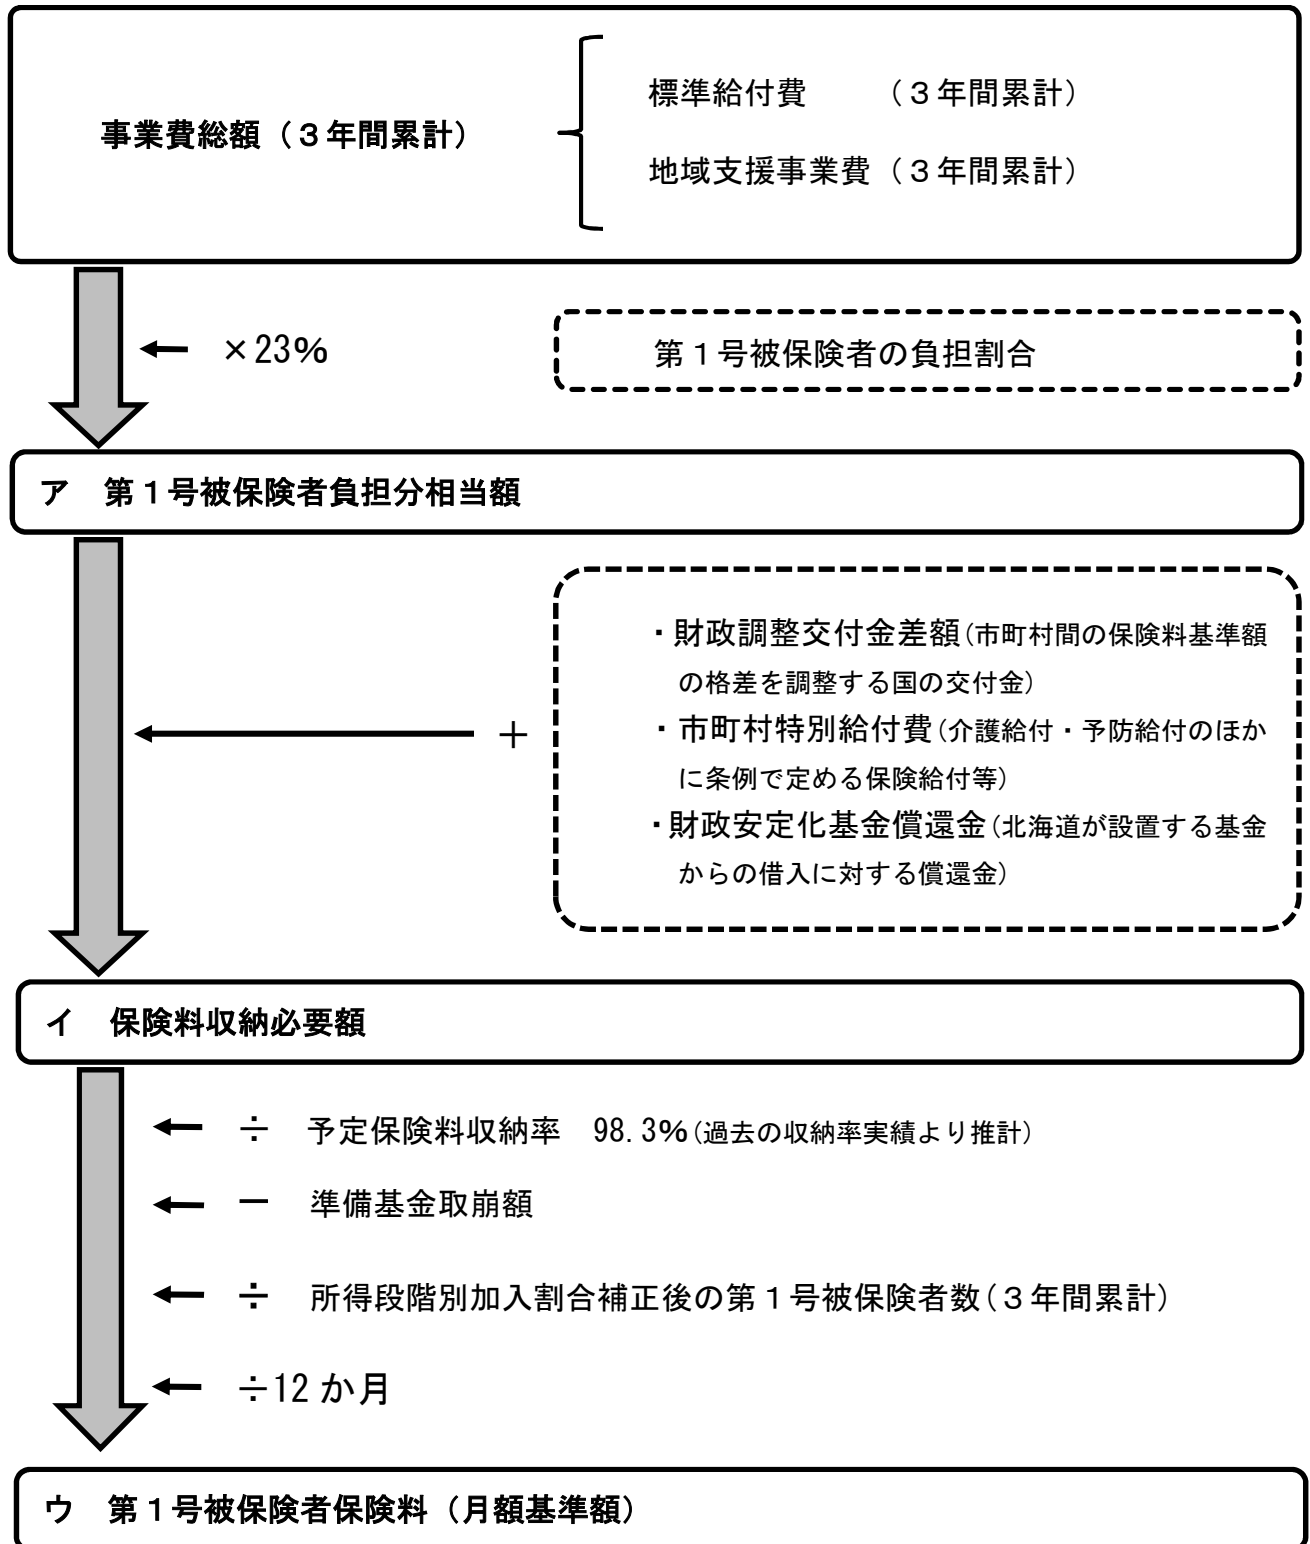 事業費総額（３年間累計）
標準給付費　　（３年間累計）
地域支援事業費（３年間累計）
×23%
第１号被保険者の負担割合
ア　第１号被保険者負担分相当額
・財政調整交付金差額(市町村間の保険料基準額
の格差を調整する国の交付金)
・市町村特別給付費(介護給付・予防給付のほか
に条例で定める保険給付等)
・財政安定化基金償還金(北海道が設置する基金
からの借入に対する償還金)
＋
イ　保険料収納必要額
÷　予定保険料収納率　98.3%(過去の収納率実績より推計)
－　準備基金取崩額
÷　所得段階別加入割合補正後の第１号被保険者数(３年間累計)
÷12か月
ウ　第１号被保険者保険料（月額基準額）